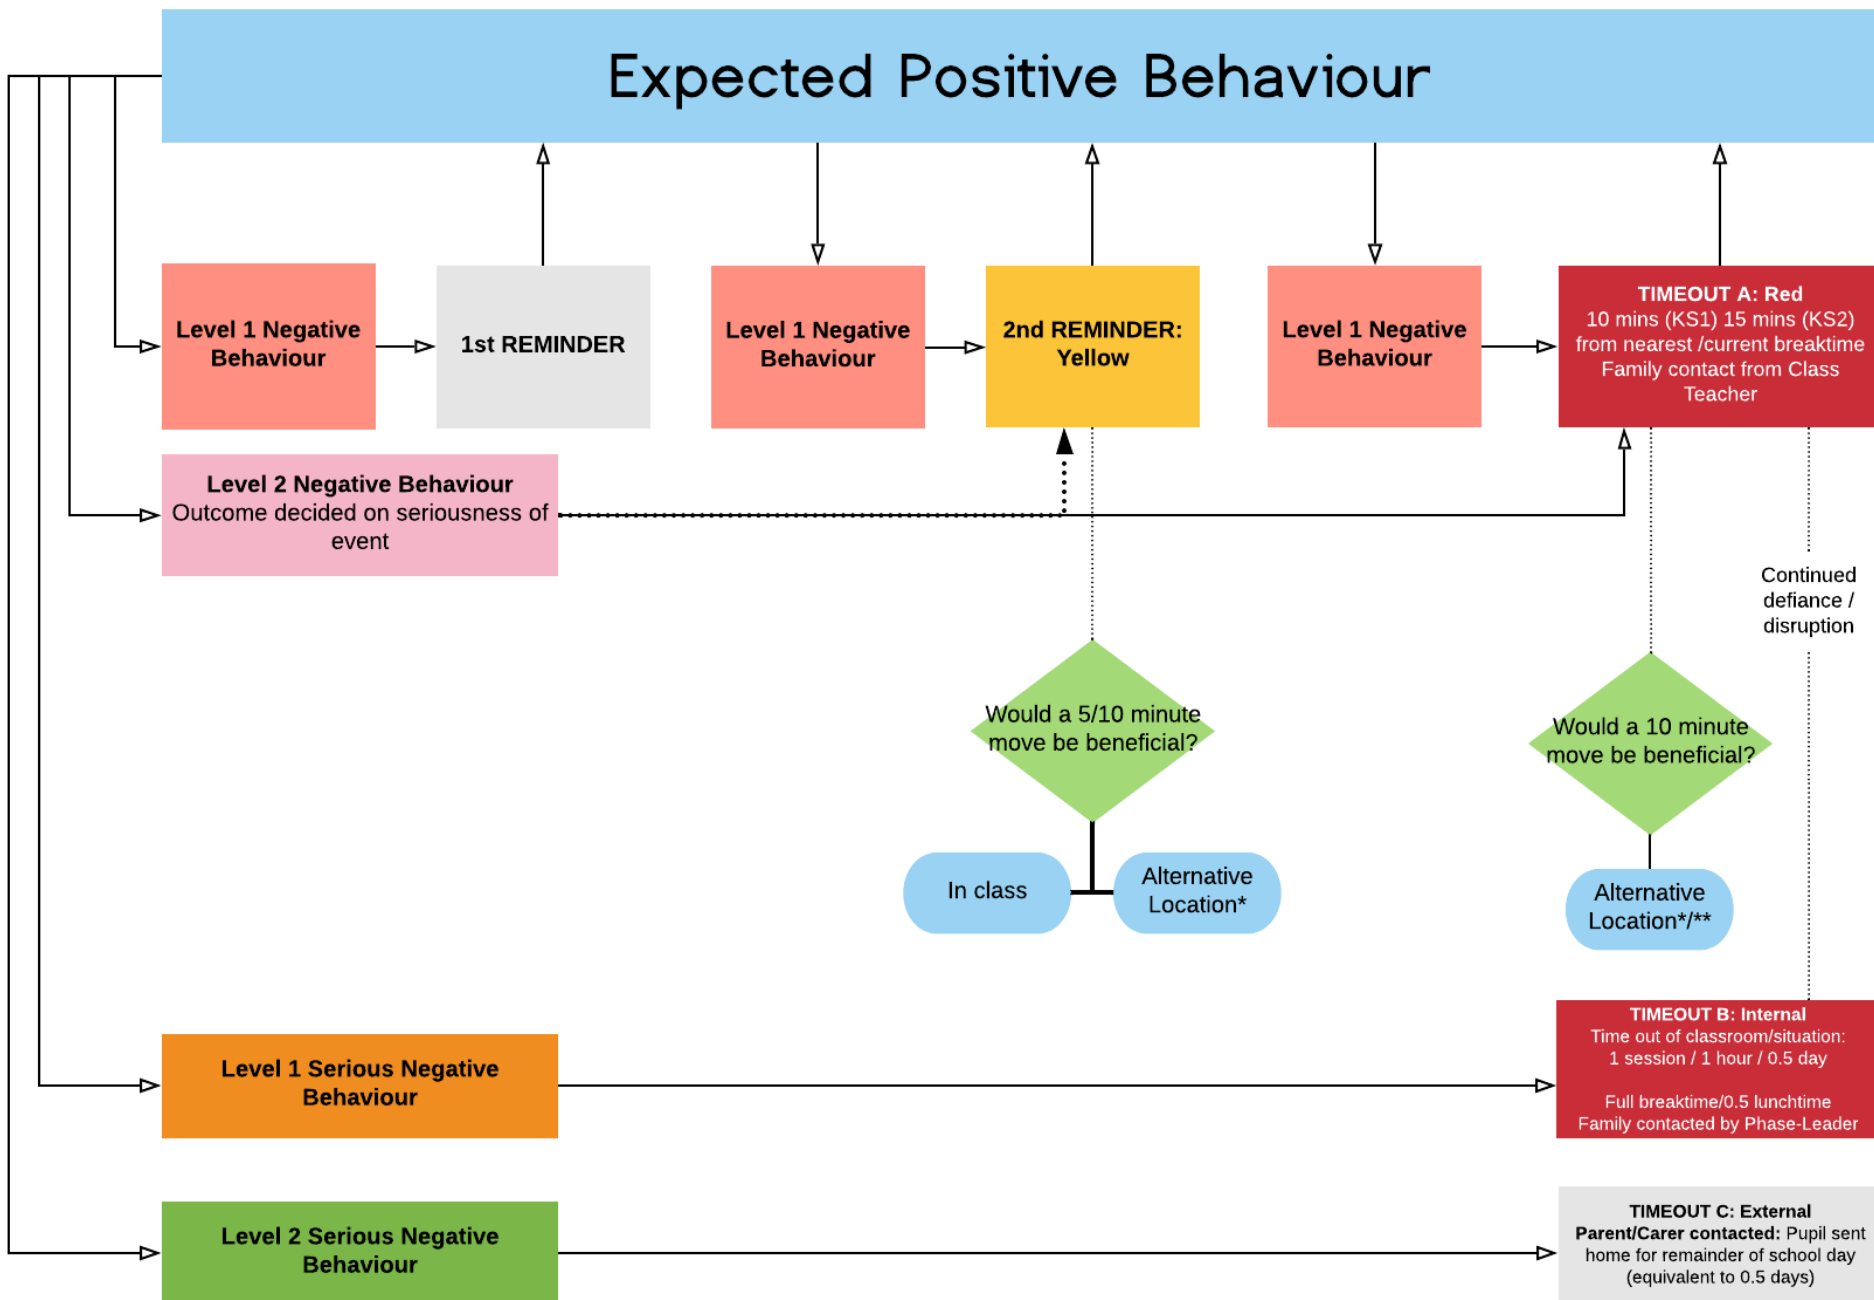 Expected Positive Behaviour
Level 1 Negative
Behaviour
1st REMINDER
Level 1 Negative
Behaviour
2nd REMINDER:
Yellow
Level 1 Negative
Behaviour
TIMEOUT A: Red
10 mins (KS1) 15 mins (KS2)
from nearest /current breaktime
Family contact from Class
Teacher
Level 2 Negative Behaviour
Outcome decided on seriousness of
event
Continued
defiance /
disruption
Would a 5/10 minute
move be beneficial?
Would a 10 minute
move be beneficial?
In class
Alternative
Location*
Alternative
Location*/**
Level 1 Serious Negative
Behaviour
TIMEOUT B: Internal
Time out of classroom/situation:
1 session / 1 hour / 0.5 day
Full breaktime/0.5 lunchtime
Family contacted by Phase-Leader
Level 2 Serious Negative
Behaviour
TIMEOUT C: External
Parent/Carer contacted: Pupil sent
home for remainder of school day
(equivalent to 0.5 days)